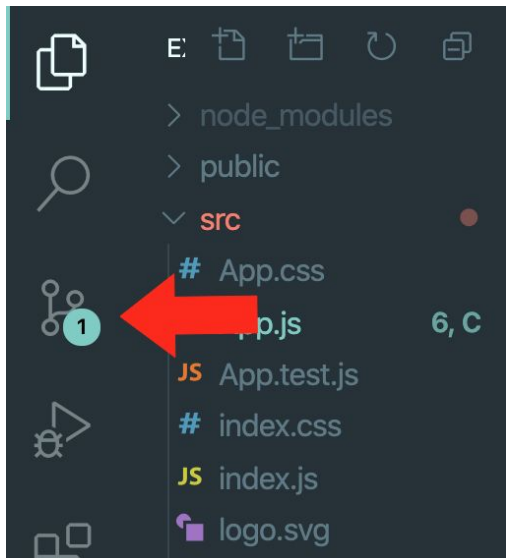 E
node_modules
public
src
# App.css
pp.js 6, C
1
JS App.test.js
# index.css
JS index.js
logo.svg